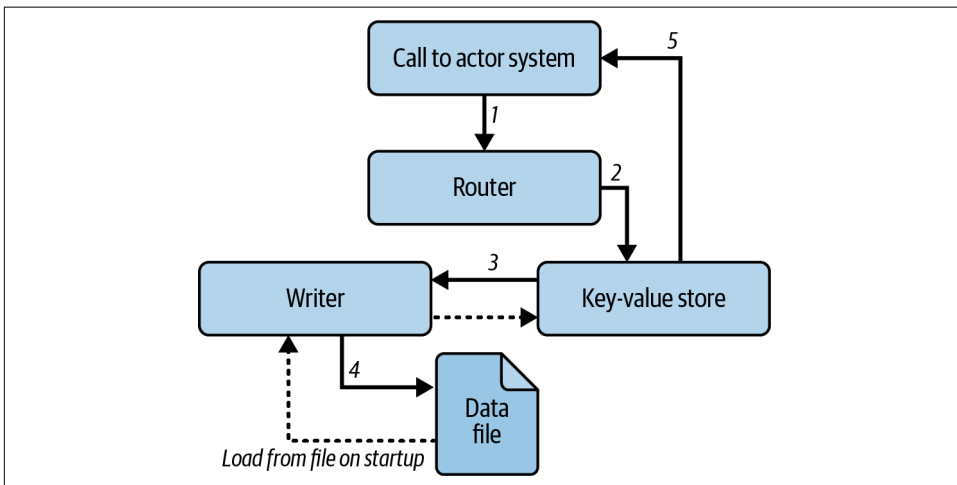 Call to actor system
5
1
Router
2
3
Writer
Key-value store
4
Data
file
Load from file on startup